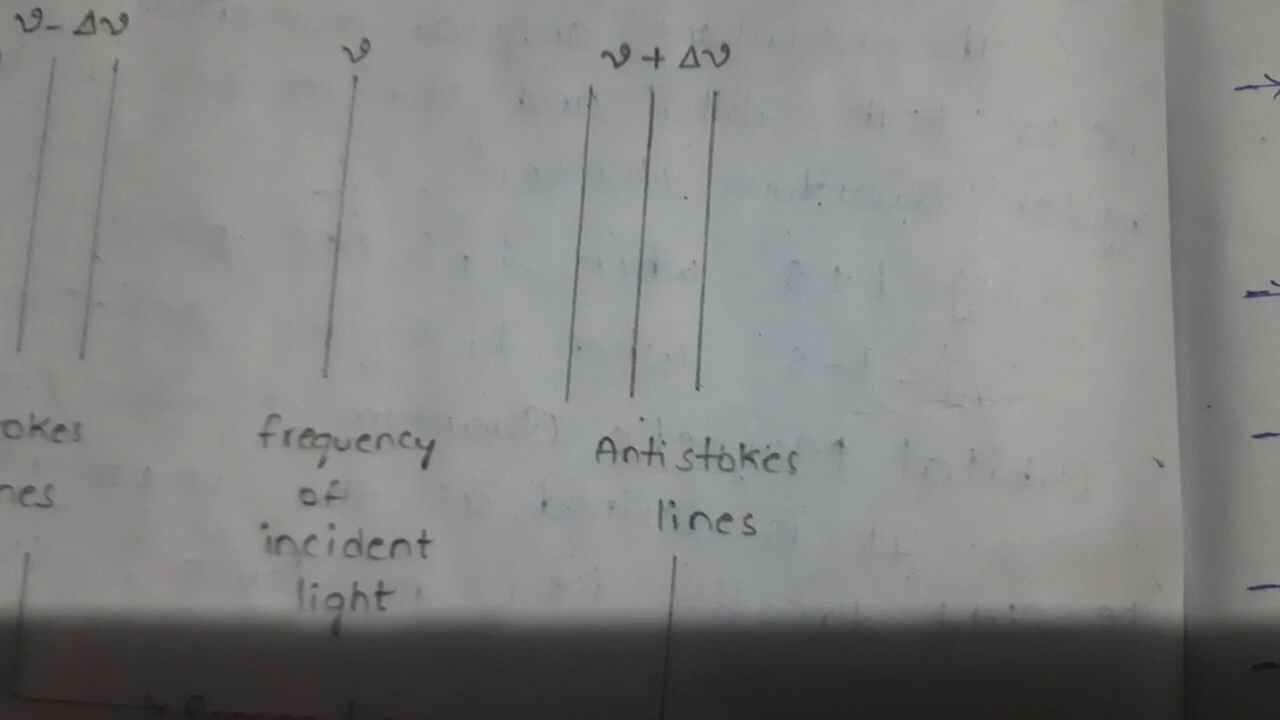 ν- Δν
ν
ν + Δν
okes
nes
frequency
of
incident
light
Antistokes
lines